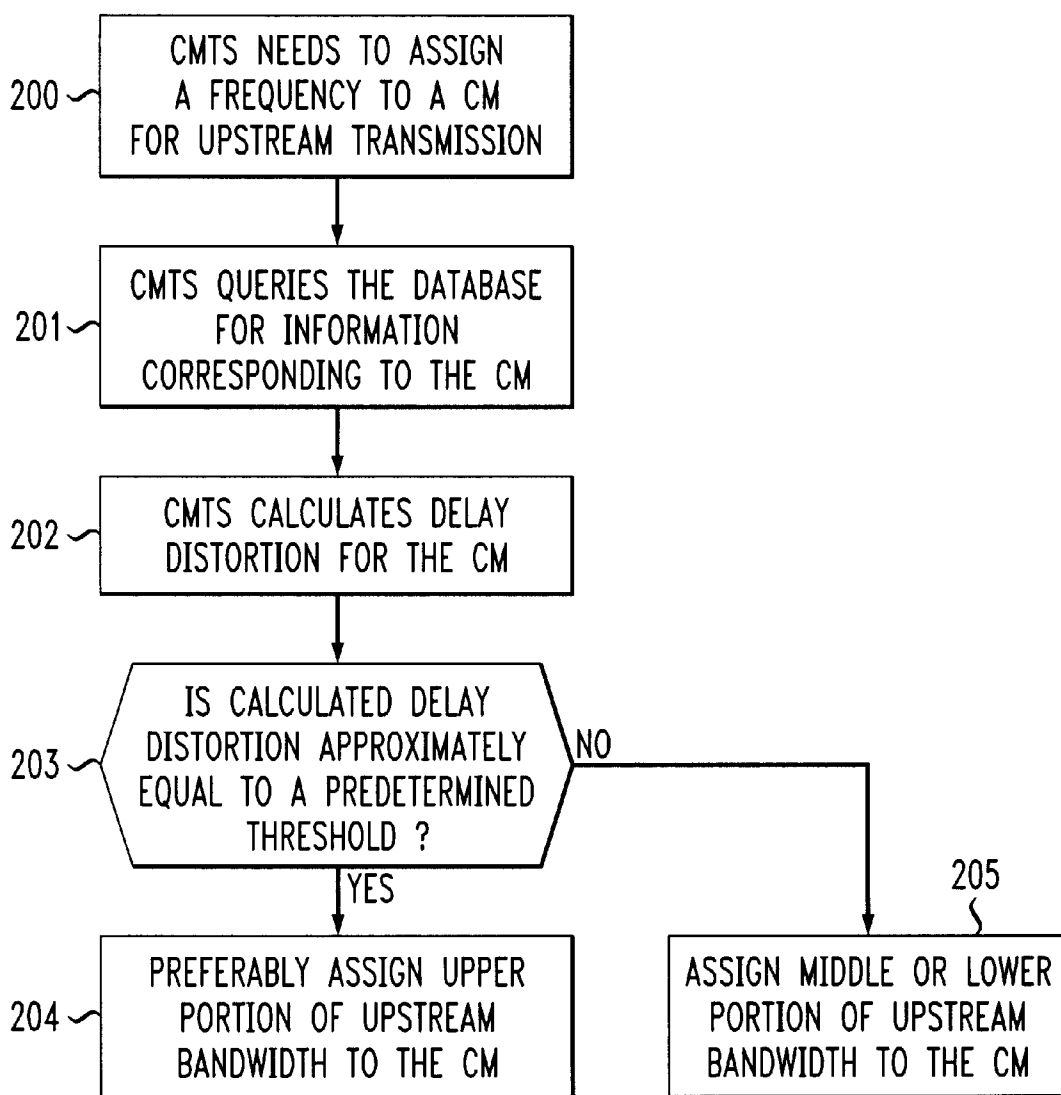 200
CMTS NEEDS TO ASSIGN
A FREQUENCY TO A CM
FOR UPSTREAM TRANSMISSION
201
CMTS QUERIES THE DATABASE
FOR INFORMATION
CORRESPONDING TO THE CM
202
CMTS CALCULATES DELAY
DISTORTION FOR THE CM
203
IS CALCULATED DELAY
DISTORTION APPROXIMATELY
EQUAL TO A PREDETERMINED
THRESHOLD ?
NO
YES
204
PREFERABLY ASSIGN UPPER
PORTION OF UPSTREAM
BANDWIDTH TO THE CM
205
ASSIGN MIDDLE OR LOWER
PORTION OF UPSTREAM
BANDWIDTH TO THE CM